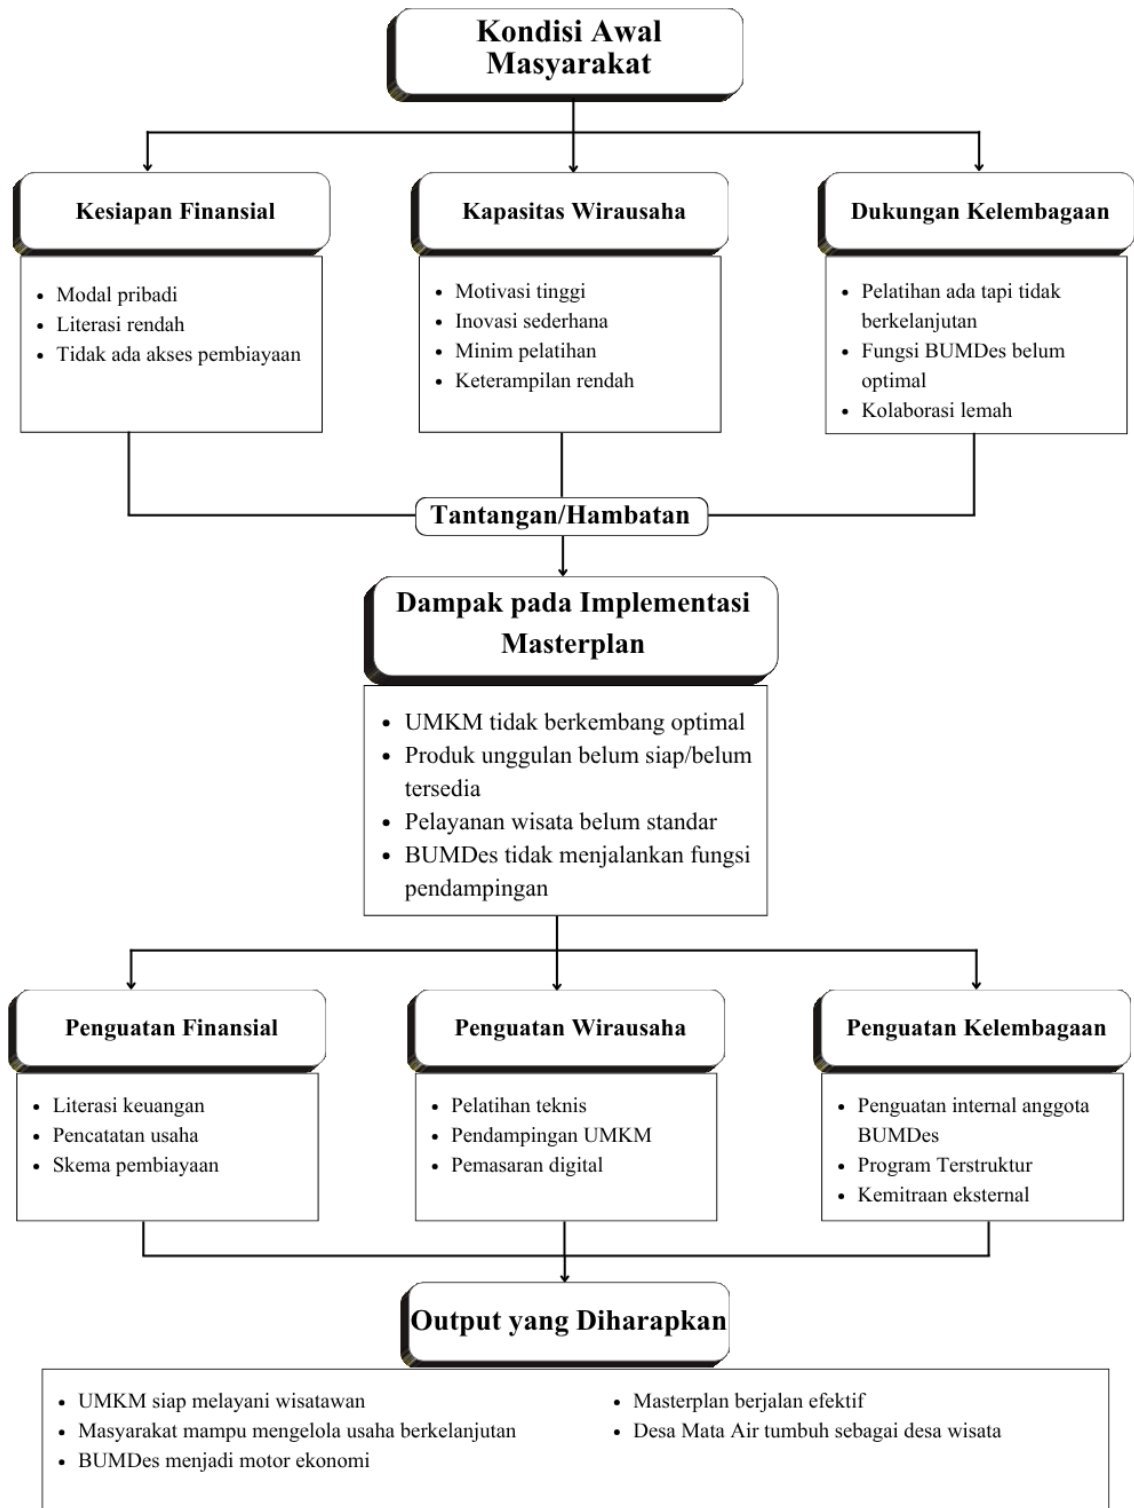 Kondisi Awal
Masyarakat
Kesiapan Finansial
• Modal pribadi
• Literasi rendah
• Tidak ada akses pembiayaan
Kapasitas Wirausaha
• Motivasi tinggi
• Inovasi sederhana
• Minim pelatihan
• Keterampilan rendah
Dukungan Kelembagaan
• Pelatihan ada tapi tidak
berkelanjutan
• Fungsi BUMDes belum
optimal
• Kolaborasi lemah
Tantangan/Hambatan
Dampak pada Implementasi
Masterplan
• UMKM tidak berkembang optimal
• Produk unggulan belum siap/belum
tersedia
• Pelayanan wisata belum standar
• BUMDes tidak menjalankan fungsi
pendampingan
Penguatan Finansial
• Literasi keuangan
• Pencatatan usaha
• Skema pembiayaan
Penguatan Wirausaha
• Pelatihan teknis
• Pendampingan UMKM
• Pemasaran digital
Penguatan Kelembagaan
• Penguatan internal anggota
BUMDes
• Program Terstruktur
• Kemitraan eksternal
Output yang Diharapkan
• UMKM siap melayani wisatawan
• Masyarakat mampu mengelola usaha berkelanjutan
• BUMDes menjadi motor ekonomi
• Masterplan berjalan efektif
• Desa Mata Air tumbuh sebagai desa wisata